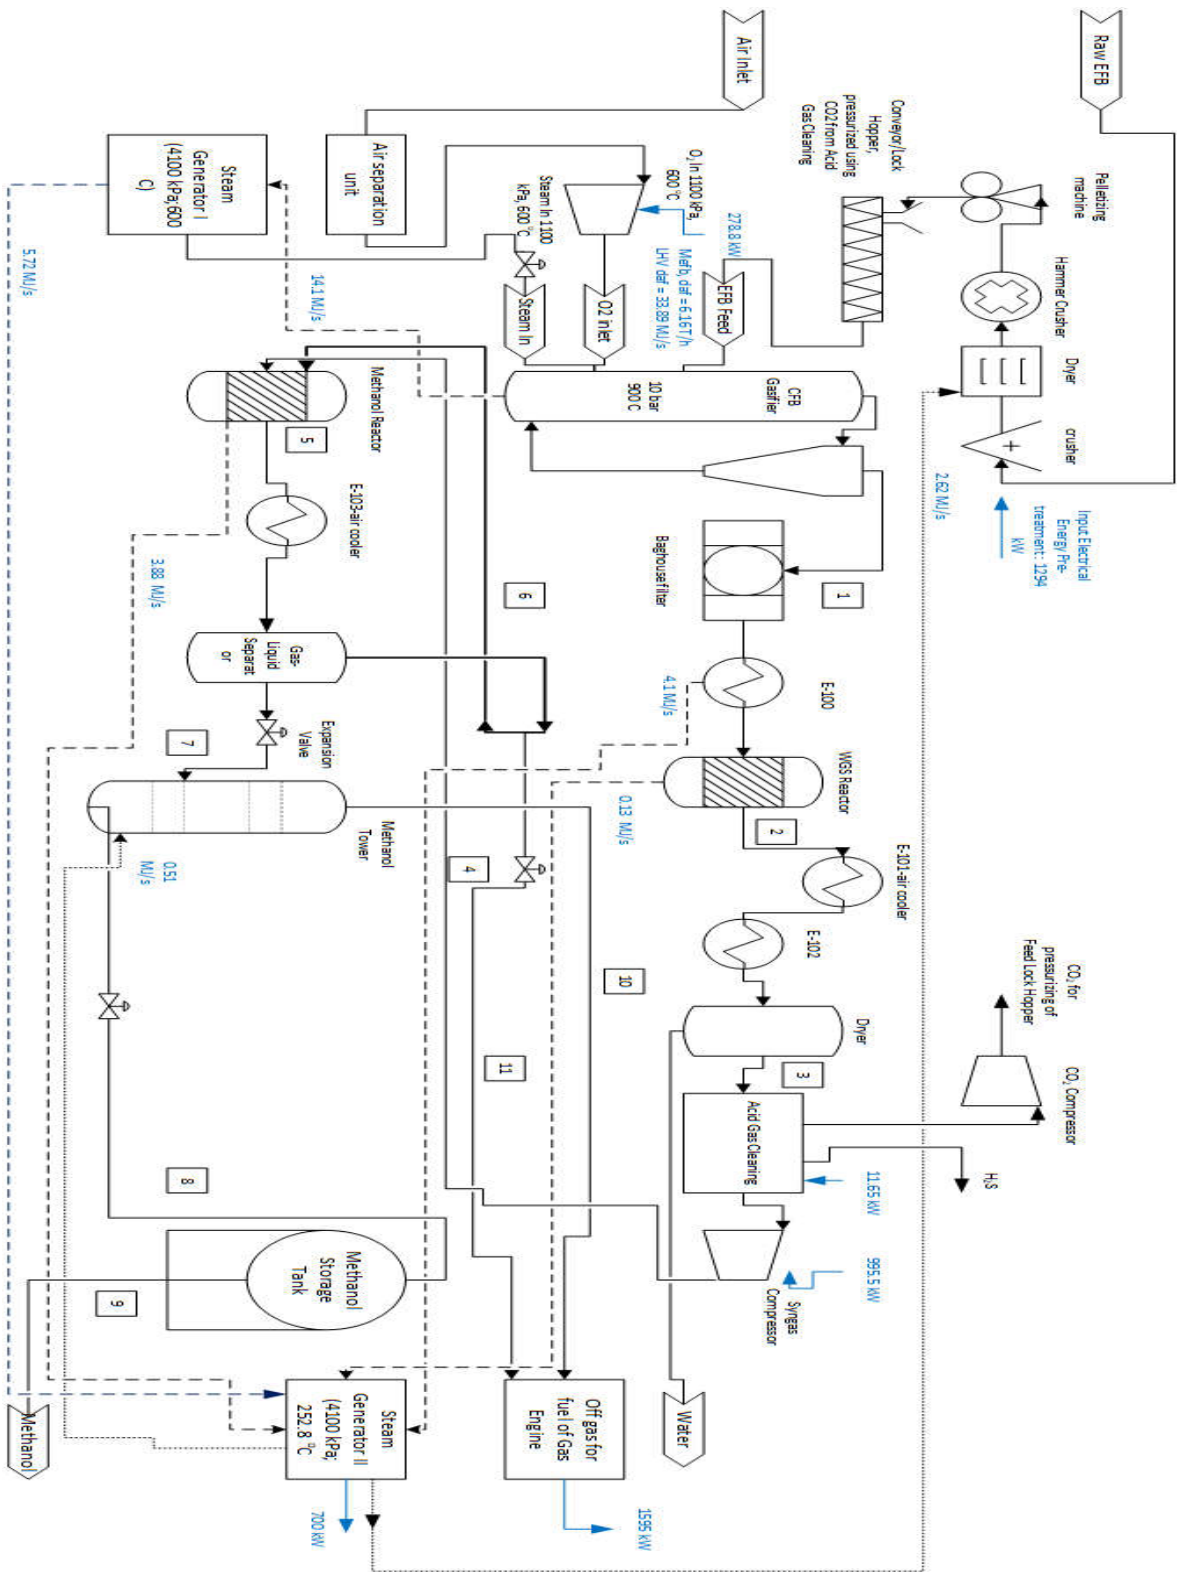 Raw EFB
Air Inlet
Pelletizing
machine
Hammer Crusher
Dryer
crusher
Input Electrical
Energy Pre-
treatment: 1294
kW
Conveyor/Lock
Hopper,
pressurized using
CO2 from Acid
Gas Cleaning
2.62 MJ/s
Air separation
unit
O₂ In 1100 kPa,
600 °C
Steam In 1100
kPa, 600 °C
278.8 kW
Mefb, daf = 6.16T/h
LHV daf = 33.89 MJ/s
EFB Feed
O2 inlet
Steam In
CFB
Gasifier
10 bar
900 C
Steam
Generator I
(4100 kPa;600
C)
5.72 MJ/s
14.1 MJ/s
Baghouse filter
1
E-100
4.1 MJ/s
WGS Reactor
2
0.13 MJ/s
E-101-air cooler
E-102
Dryer
3
Acid Gas Cleaning
CO₂ for
pressurizing of
Feed Lock Hopper
CO₂ Compressor
H₂S
11.65 kW
995.5 kW
Syngas
Compressor
Water
Methanol Reactor
5
E-103-air cooler
3.88 MJ/s
6
Gas-
Liquid
Separat
or
Expansion
Valve
7
Methanol
Tower
0.51
MJ/s
4
10
11
8
Methanol
Storage
Tank
9
Off gas for
fuel of Gas
Engine
1595 kW
Steam
Generator II
(4100 kPa;
252.8 °C
700 kW
Methanol